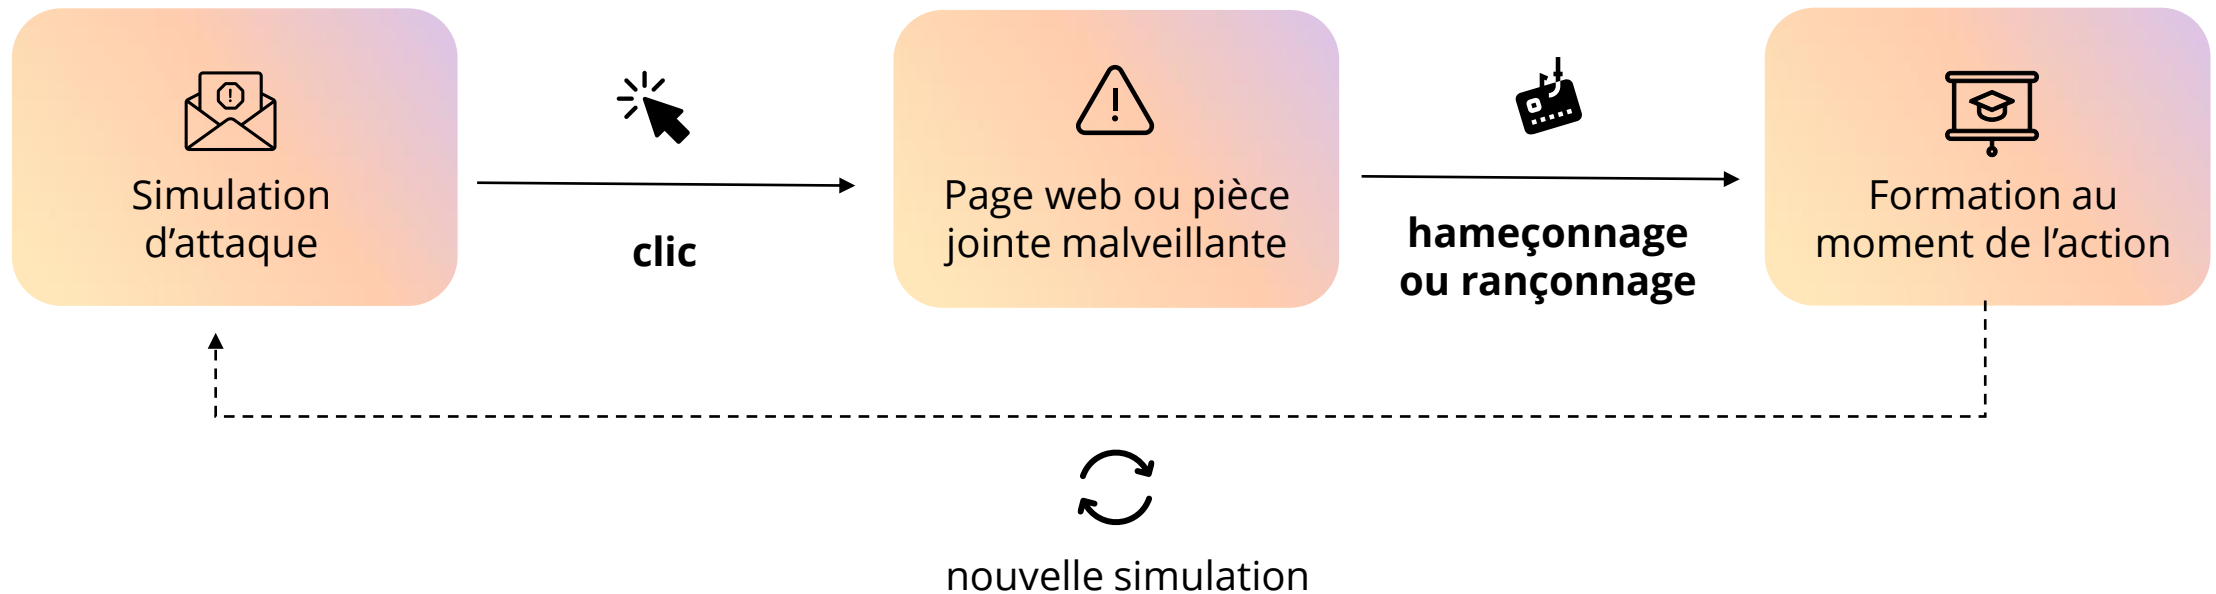 Simulation
d’attaque
clic
Page web ou pièce
jointe malveillante
hameçonnage
ou rançonnage
Formation au
moment de l’action
nouvelle simulation